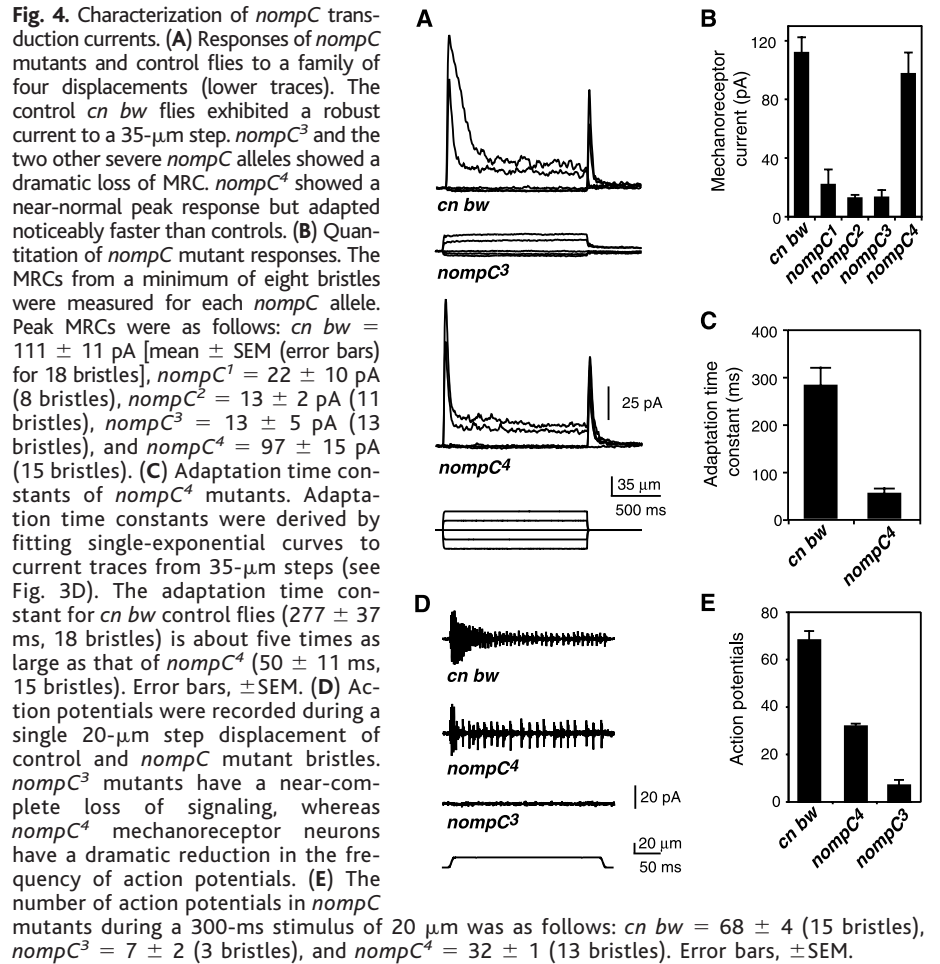 Fig. 4. Characterization of nompC trans-
duction currents. (A) Responses of nompC
mutants and control flies to a family of
four displacements (lower traces). The
control cn bw flies exhibited a robust
current to a 35-μm step. nompC³ and the
two other severe nompC alleles showed a
dramatic loss of MRC. nompC⁴ showed a
near-normal peak response but adapted
noticeably faster than controls. (B) Quan-
titation of nompC mutant responses. The
MRCs from a minimum of eight bristles
were measured for each nompC allele.
Peak MRCs were as follows: cn bw =
111 ± 11 pA [mean ± SEM (error bars)
for 18 bristles], nompC¹ = 22 ± 10 pA
(8 bristles), nompC² = 13 ± 2 pA (11
bristles), nompC³ = 13 ± 5 pA (13
bristles), and nompC⁴ = 97 ± 15 pA
(15 bristles). (C) Adaptation time con-
stants of nompC⁴ mutants. Adapta-
tion time constants were derived by
fitting single-exponential curves to
current traces from 35-μm steps (see
Fig. 3D). The adaptation time con-
stant for cn bw control flies (277 ± 37
ms, 18 bristles) is about five times as
large as that of nompC⁴ (50 ± 11 ms,
15 bristles). Error bars, ±SEM. (D) Ac-
tion potentials were recorded during a
single 20-μm step displacement of
control and nompC mutant bristles.
nompC³ mutants have a near-com-
plete loss of signaling, whereas
nompC⁴ mechanoreceptor neurons
have a dramatic reduction in the fre-
quency of action potentials. (E) The
number of action potentials in nompC
mutants during a 300-ms stimulus of 20 μm was as follows: cn bw = 68 ± 4 (15 bristles),
nompC³ = 7 ± 2 (3 bristles), and nompC⁴ = 32 ± 1 (13 bristles). Error bars, ±SEM.
A
cn bw
nompC3
25 pA
nompC4
35 μm
500 ms
B
Mechanoreceptor
current (pA)
120
80
40
0
cn bw
nompC1
nompC2
nompC3
nompC4
C
Adaptation time
constant (ms)
400
300
200
100
0
cn bw
nompC4
D
cn bw
nompC4
nompC3
20 pA
20 μm
50 ms
E
Action potentials
80
60
40
20
0
cn bw
nompC4
nompC3